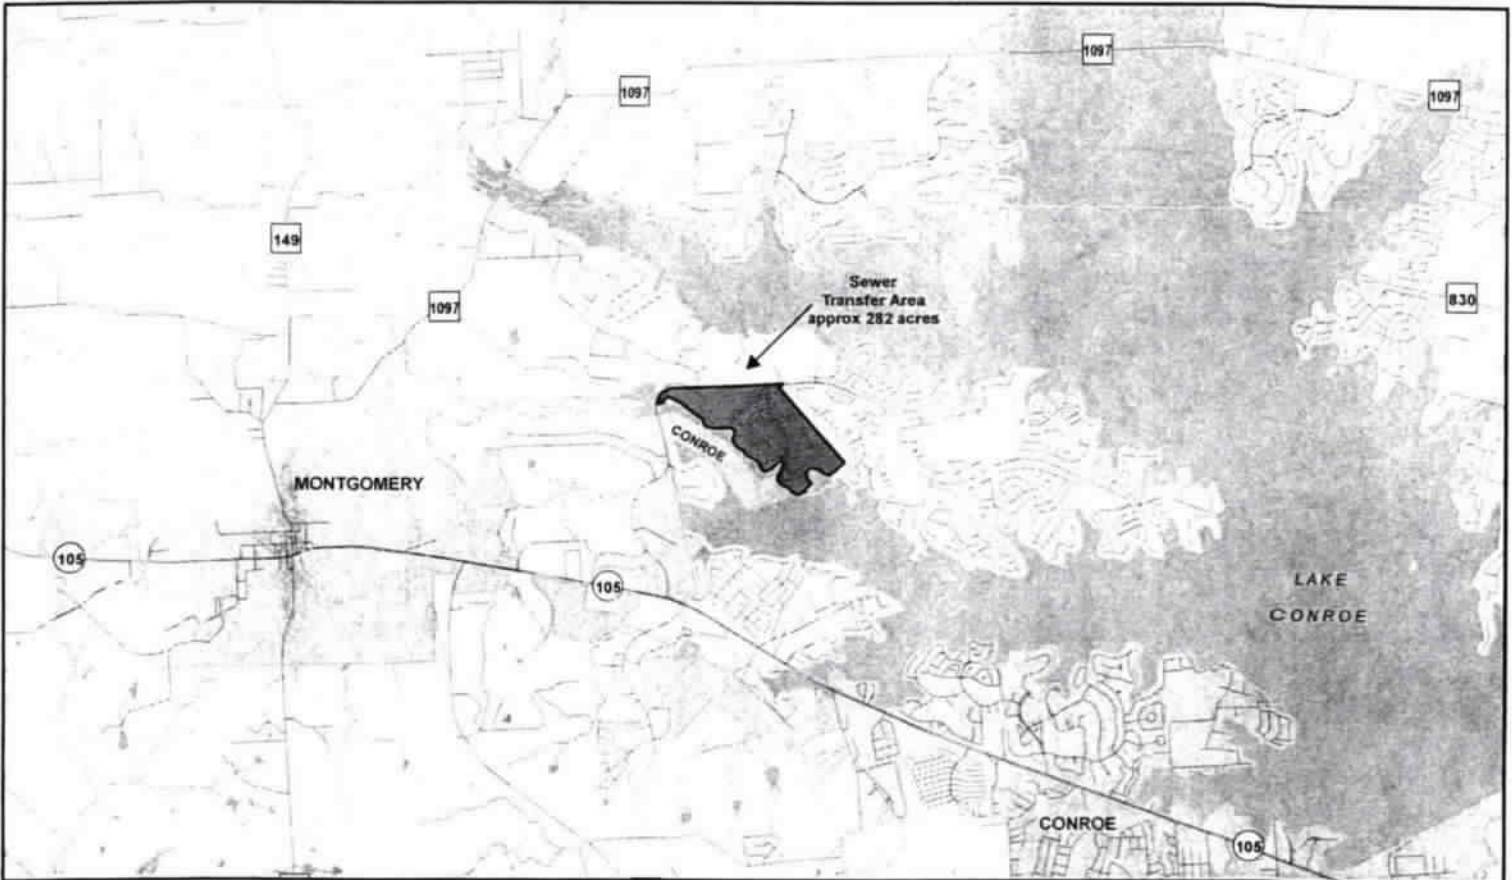 1097
1097
1097
149
Sewer
Transfer Area
approx 282 acres
1097
830
CONROE
MONTGOMERY
105
105
LAKE
CONROE
CONROE
105